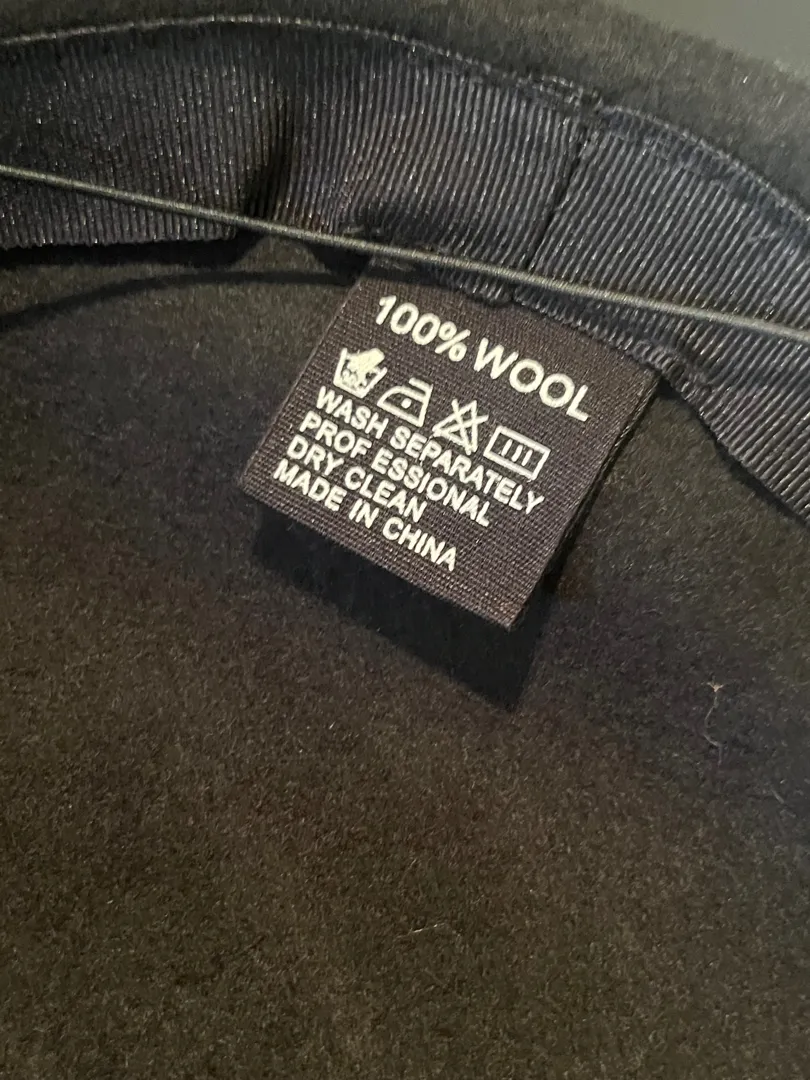 100% WOOL
WASH SEPARATELY
PROF ESSIONAL
DRY CLEAN
MADE IN CHINA